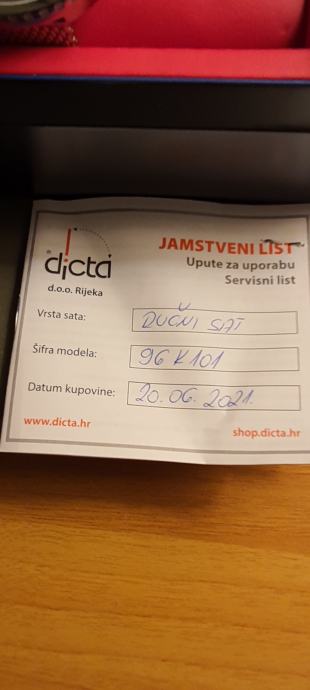 dicta
d.o.o. Rijeka
JAMSTVENI LIST
Upute za uporabu
Servisni list
Vrsta sata: RUČNI SAT
Šifra modela: 96K101
Datum kupovine: 20.06.2021.
www.dicta.hr
shop.dicta.hr